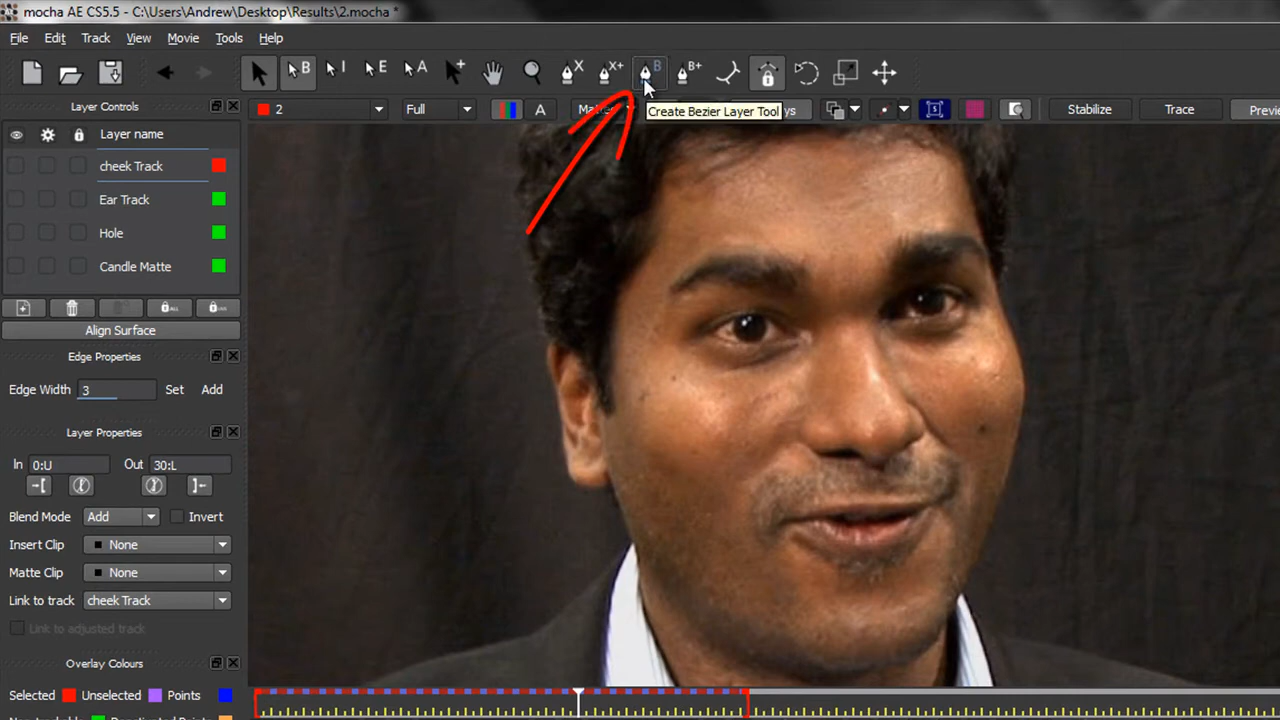 mocha AE CS5.5 - C:\Users\Andrew\Desktop\Results\2.mocha *
File Edit Track View Movie Tools Help
B I E A X X+ B B+
Layer Controls
2 Full A Create Bezier Layer Tool Stabilize Trace
Layer name
cheek Track
Ear Track
Hole
Candle Matte
Align Surface
Edge Properties
Edge Width 3 Set Add
Layer Properties
In 0:U Out 30:L
Blend Mode Add Invert
Insert Clip None
Matte Clip None
Link to track cheek Track
Link to adjusted track
Overlay Colours
Selected Unselected Points